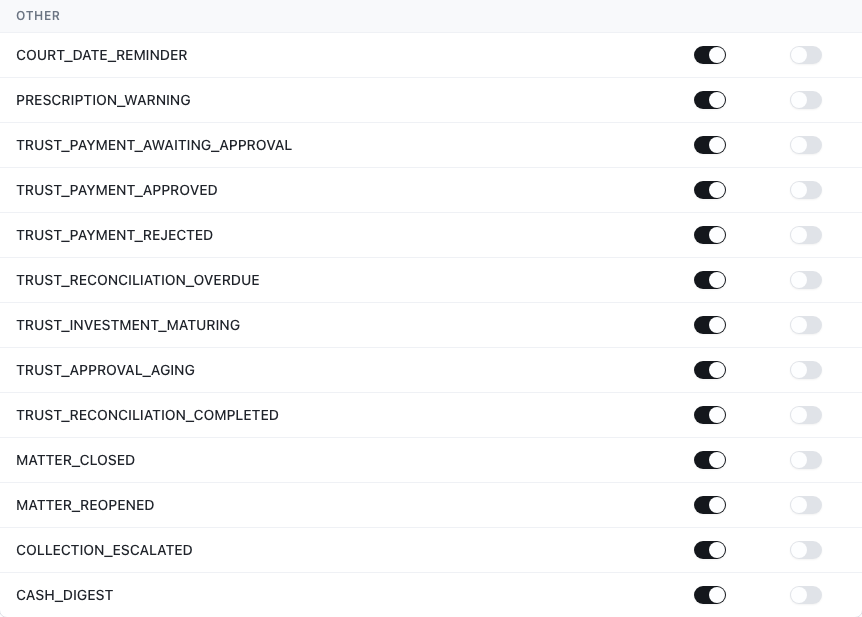 OTHER
COURT_DATE_REMINDER
PRESCRIPTION_WARNING
TRUST_PAYMENT_AWAITING_APPROVAL
TRUST_PAYMENT_APPROVED
TRUST_PAYMENT_REJECTED
TRUST_RECONCILIATION_OVERDUE
TRUST_INVESTMENT_MATURING
TRUST_APPROVAL_AGING
TRUST_RECONCILIATION_COMPLETED
MATTER_CLOSED
MATTER_REOPENED
COLLECTION_ESCALATED
CASH_DIGEST